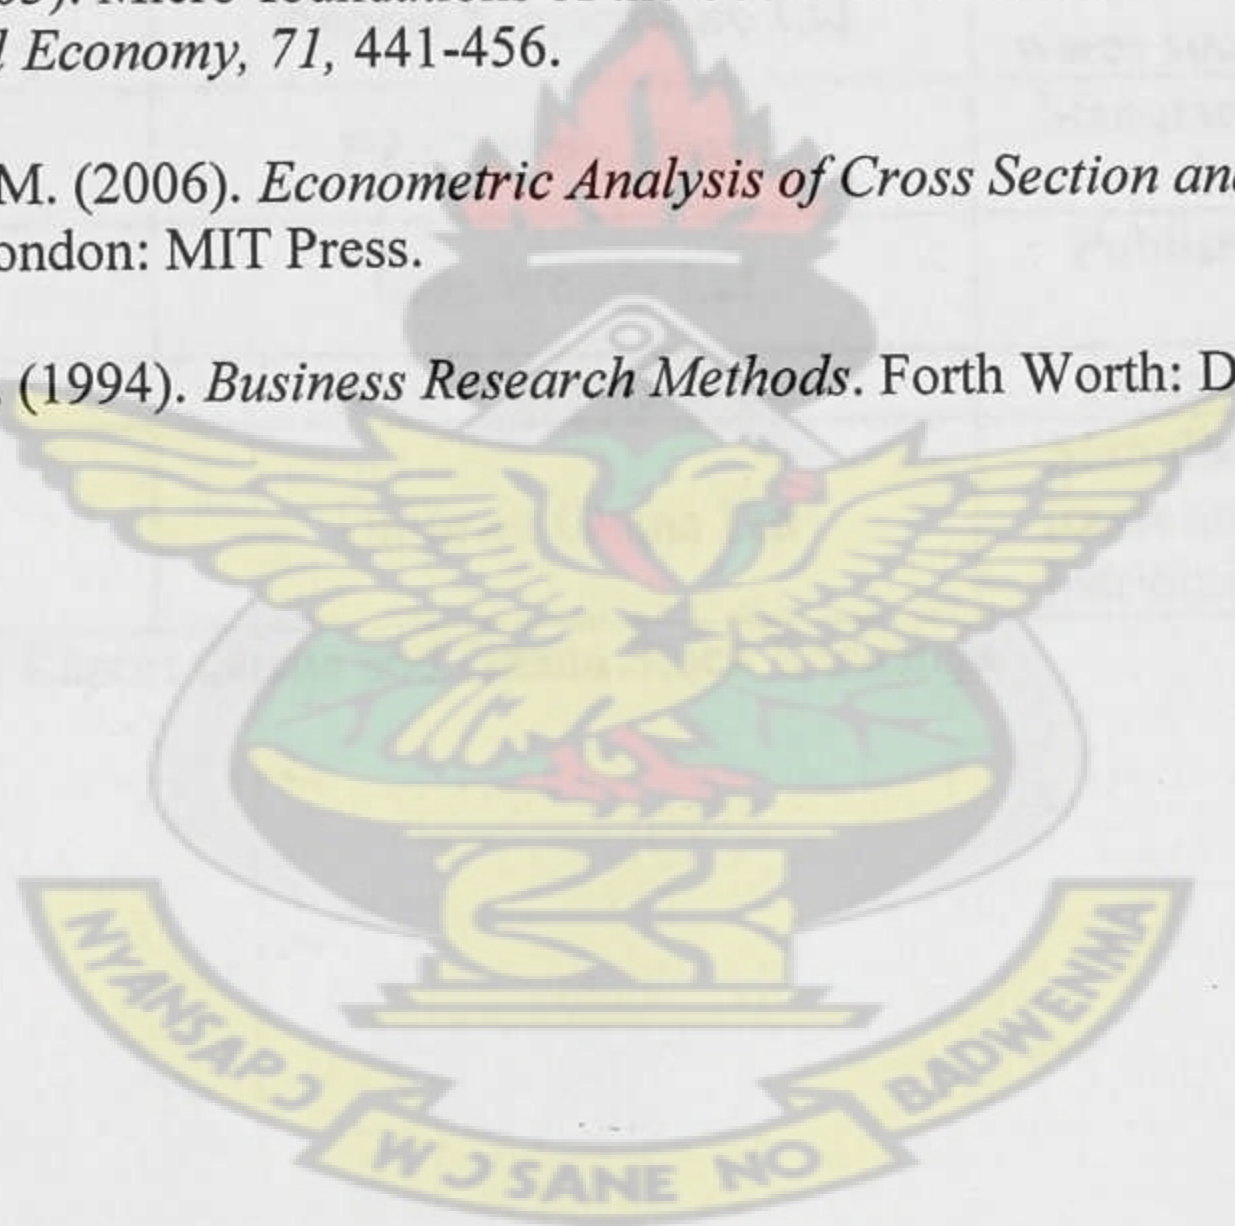 Economy, 71, 441-456.
M. (2006). Econometric Analysis of Cross Section and
ondon: MIT Press.
(1994). Business Research Methods. Forth Worth: D
NYANSAPƆ
WƆSANE NO
BADWENMA